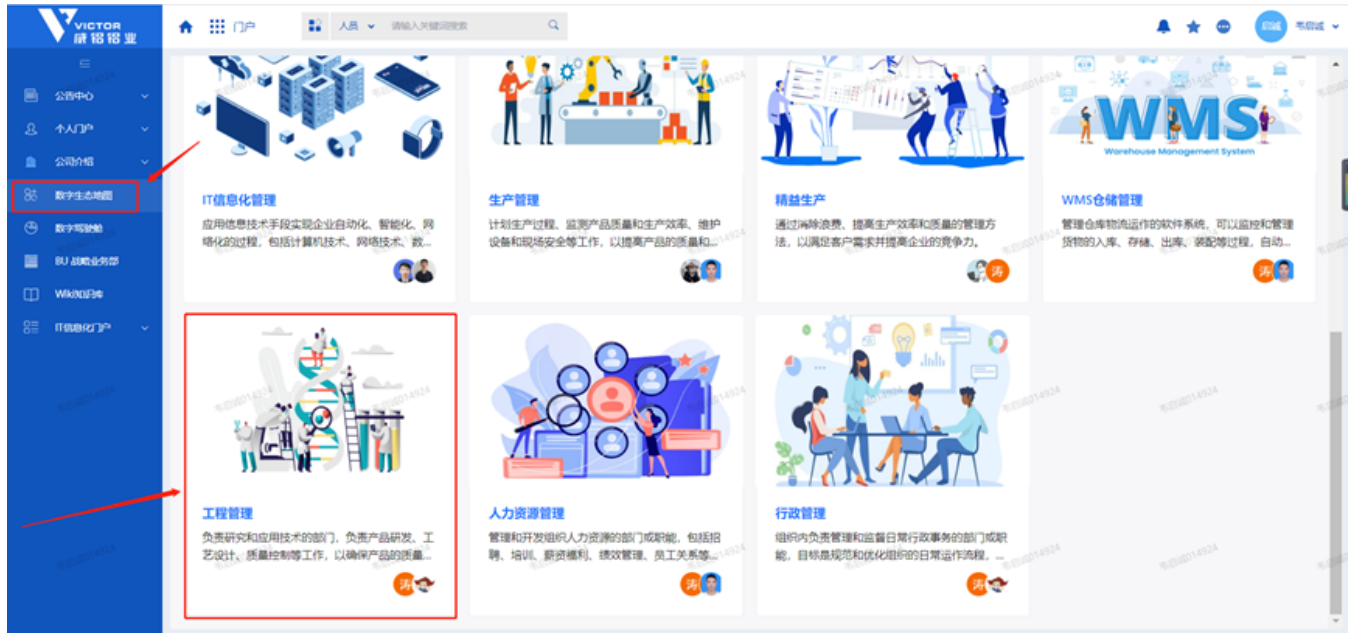 VICTOR
威铝铝业
门户
人员
请输入关键词搜索
公告中心
个人门户
公司介绍
数字生态地图
数字驾驶舱
BU 战略业务部
Wiki知识库
IT信息化门户
WMS
Warehouse Management System
IT信息化管理
应用信息技术手段实现企业自动化、智能化、网
络化的过程，包括计算机技术、网络技术、数...
生产管理
计划生产过程、监测产品质量和生产效率、维护
设备和现场安全等工作，以提高产品的质量和...
精益生产
通过消除浪费、提高生产效率和质量的管理方
法，以满足客户需求并提高企业的竞争力。
涛
WMS仓储管理
管理仓库物流运作的软件系统，可以监控和管理
货物的入库、存储、出库、装配等过程，自动...
涛
工程管理
负责研究和应用技术的部门，负责产品研发、工
艺设计、质量控制等工作，以确保产品的质量...
涛
人力资源管理
管理和开发组织人力资源的部门或职能，包括招
聘、培训、薪资福利、绩效管理、员工关系等...
涛
行政管理
组织内负责管理和监督日常行政事务的部门或职
能，目标是规范和优化组织的日常运作流程，...
涛